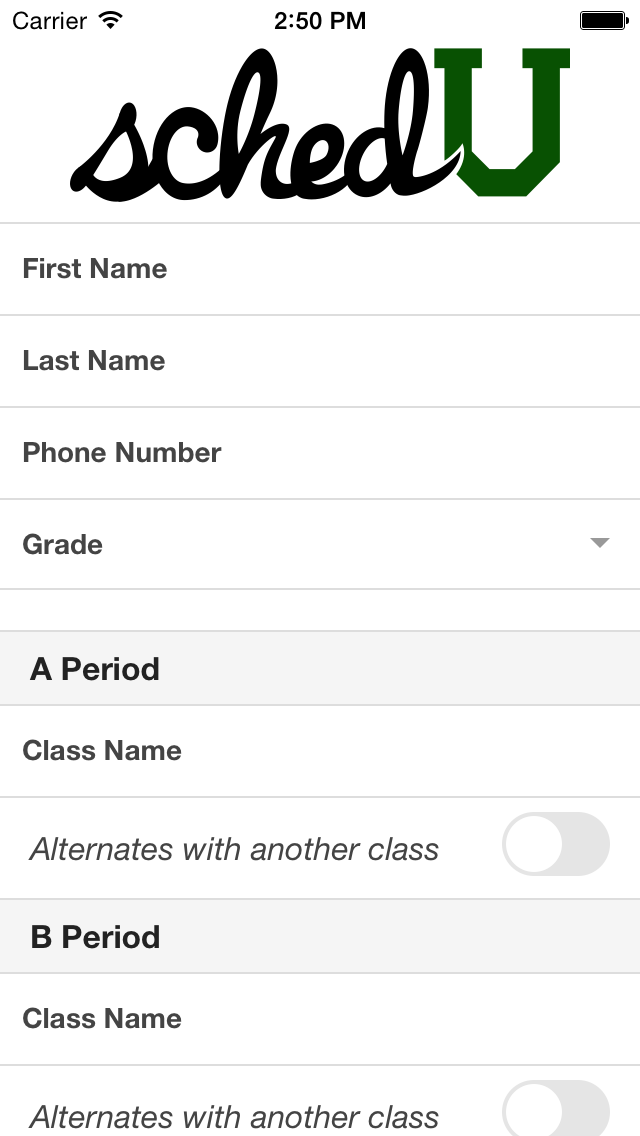 Carrier 2:50 PM
schedU
First Name
Last Name
Phone Number
Grade
A Period
Class Name
Alternates with another class
B Period
Class Name
Alternates with another class